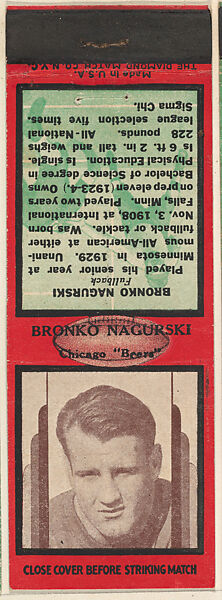 Made in U.S.A.
THE DIAMOND MATCH CO. N.Y.C.
BRONKO NAGURSKI
Fullback
Played his senior year at
Minnesota in 1929. Unani-
mous All-American at either
fullback or tackle. Was born
Nov. 3, 1908, at International
Falls, Minn. Played two years
on eleven prep (1923-4). Owns
Bachelor of Science degree in
Physical Education. Is single,
is 6 ft. 2 in. tall and weighs
228 pounds. All-National
league selection five times.
Sigma Chi.
BRONKO NAGURSKI
Chicago "Bears"
CLOSE COVER BEFORE STRIKING MATCH